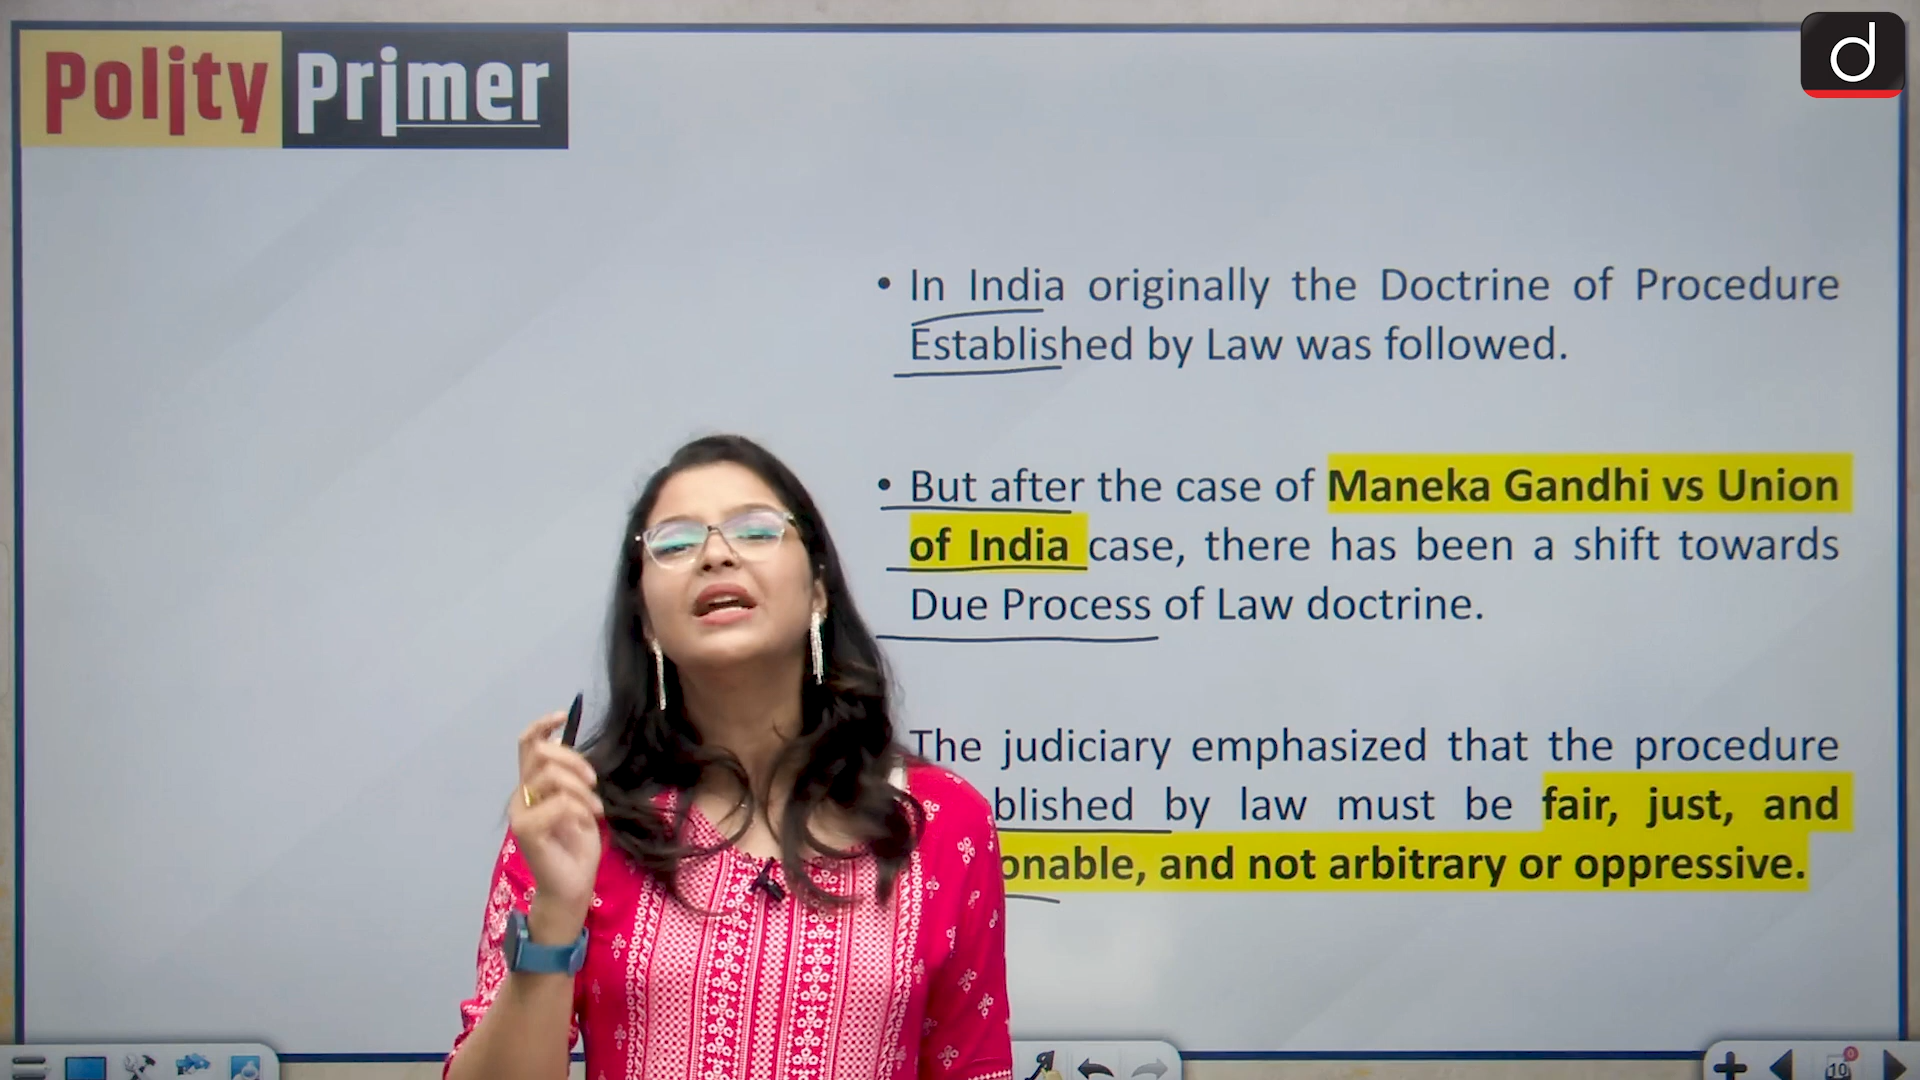 Polity Primer
d
• In India originally the Doctrine of Procedure
Established by Law was followed.
• But after the case of Maneka Gandhi vs Union
of India case, there has been a shift towards
Due Process of Law doctrine.
The judiciary emphasized that the procedure
blished by law must be fair, just, and
onable, and not arbitrary or oppressive.
10